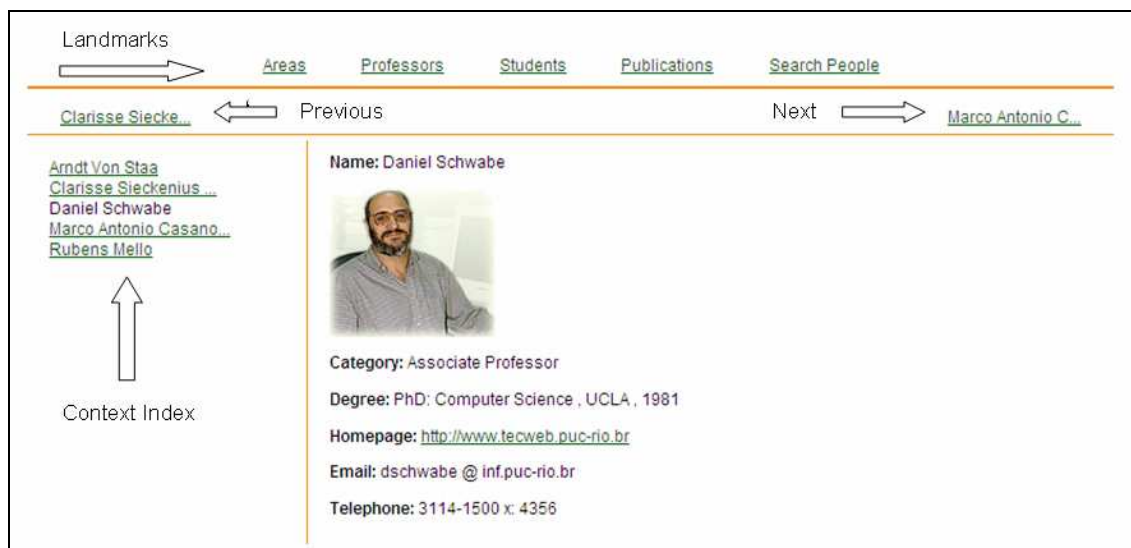 Landmarks
Areas Professors Students Publications Search People
Clarisse Siecke... Previous Next Marco Antonio C...
Arndt Von Staa
Clarisse Sieckenius ...
Daniel Schwabe
Marco Antonio Casano...
Rubens Mello
Context Index
Name: Daniel Schwabe
Category: Associate Professor
Degree: PhD: Computer Science , UCLA , 1981
Homepage: http://www.tecweb.puc-rio.br
Email: dschwabe @ inf.puc-rio.br
Telephone: 3114-1500 x: 4356